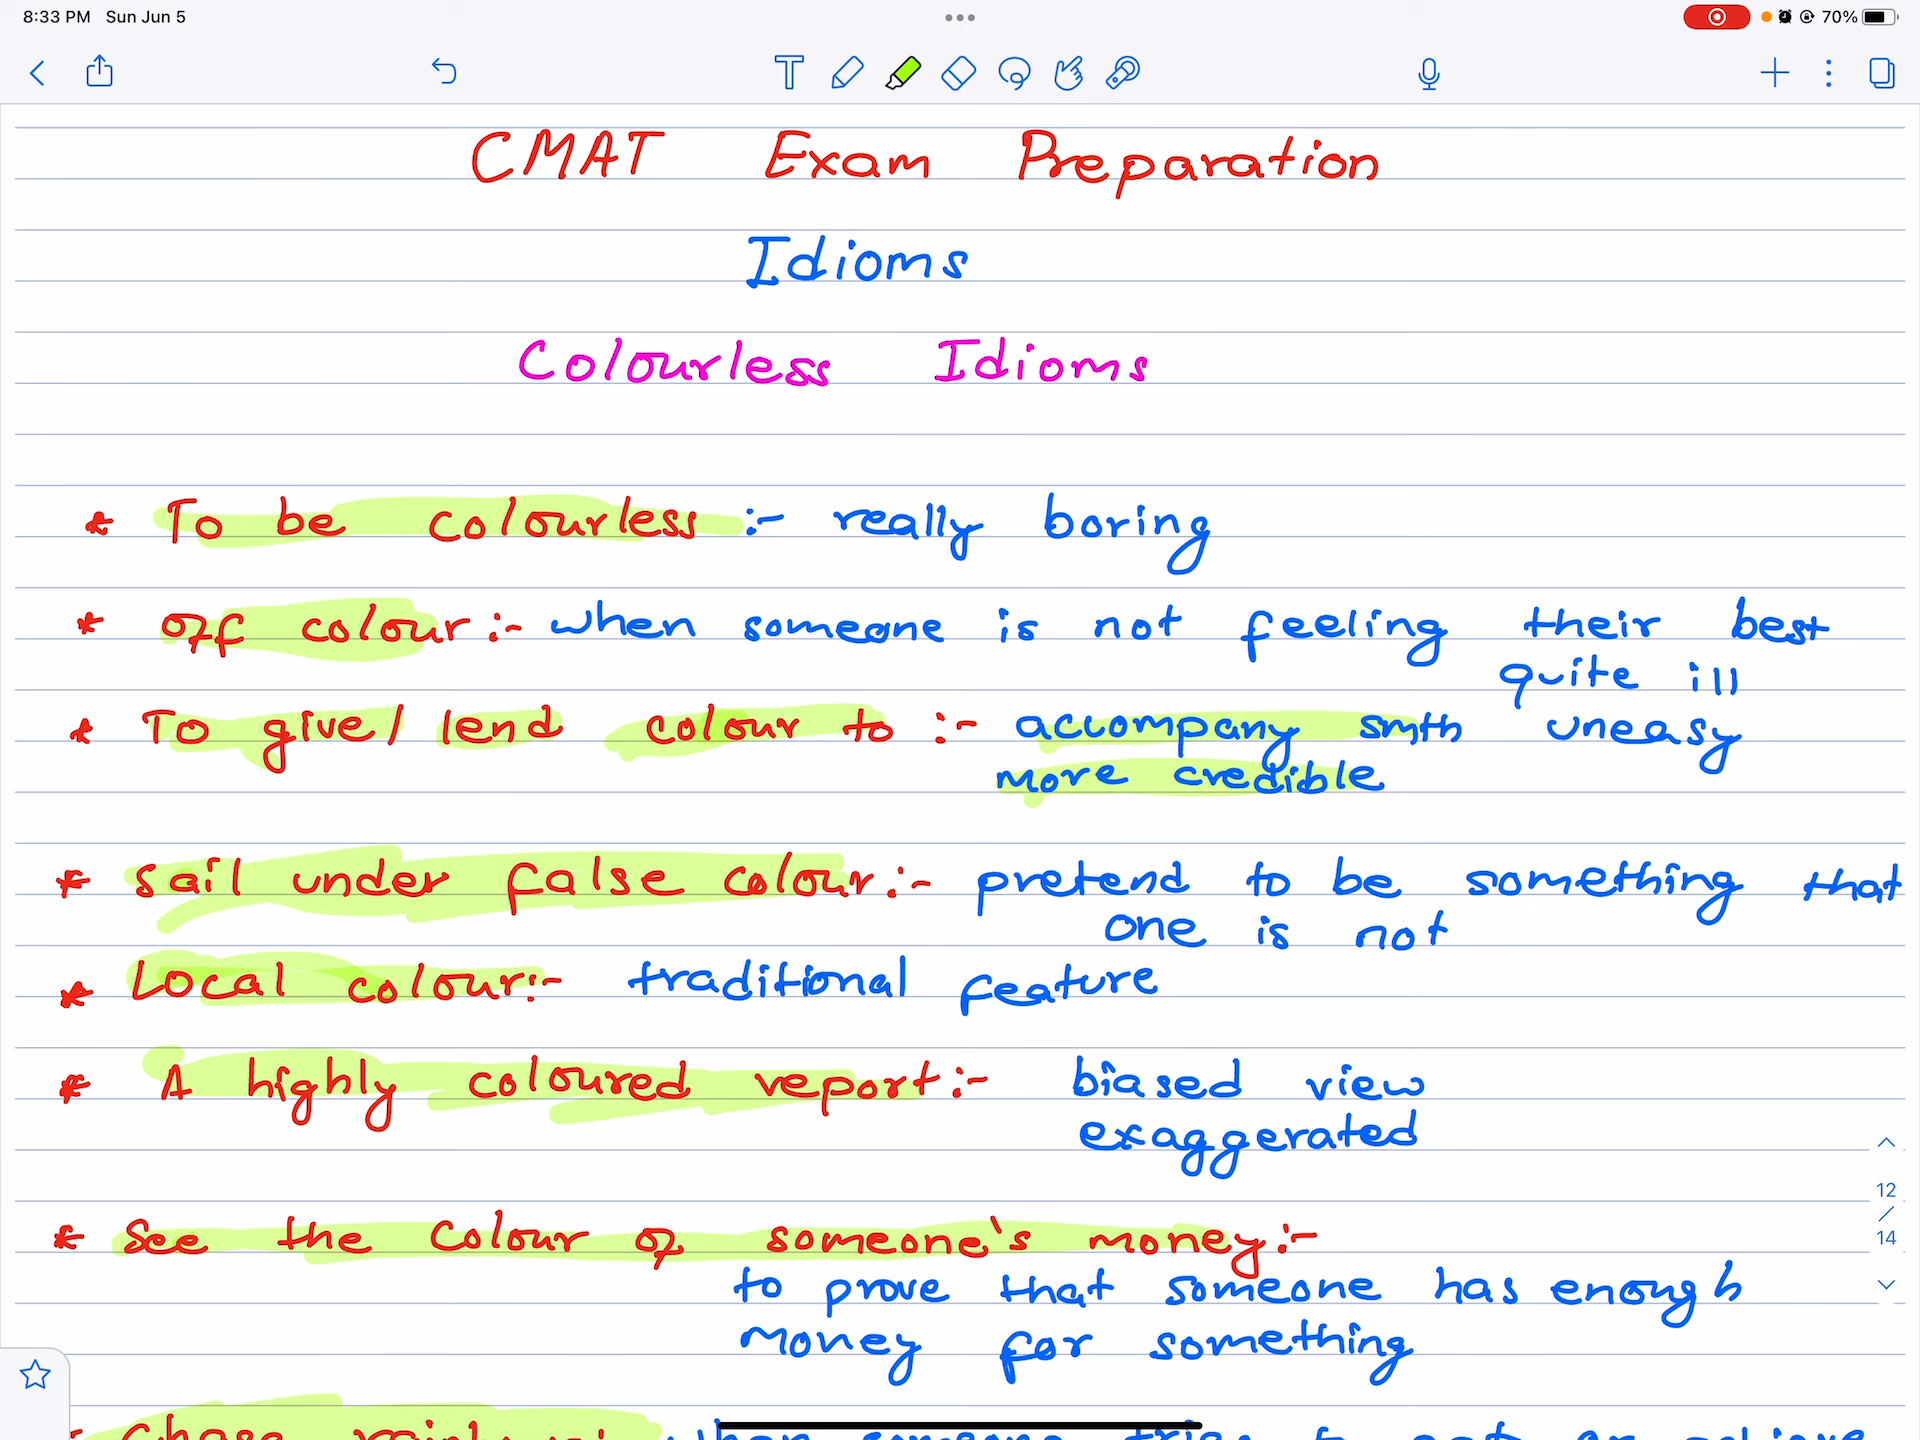 8:33 PM Sun Jun 5
70%
CMAT Exam Preparation
Idioms
Colourless Idioms
* To be colourless :- really boring
* off colour :- when someone is not feeling their best
quite ill
* To give/ lend colour to :- accompany smth uneasy
more credible
* sail under false colour :- pretend to be something that
one is not
* Local colour :- traditional feature
* A highly coloured report :- biased view
exaggerated
* See the colour of someone's money :-
to prove that someone has enough
money for something
12
/
14